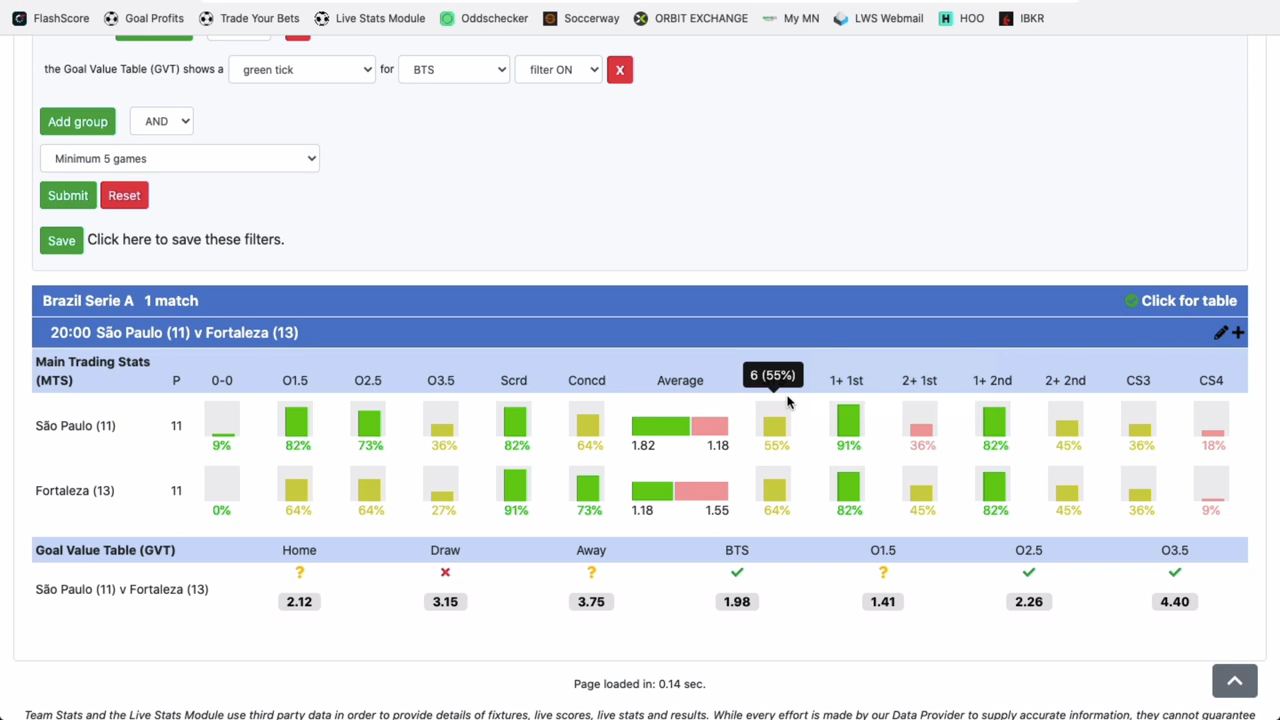 FlashScore Goal Profits Trade Your Bets Live Stats Module Oddschecker Soccerway ORBIT EXCHANGE My MN LWS Webmail HOO IBKR
the Goal Value Table (GVT) shows a green tick for BTS filter ON X
Add group AND
Minimum 5 games
Submit Reset
Save Click here to save these filters.
Brazil Serie A 1 match Click for table
20:00 São Paulo (11) v Fortaleza (13)
Main Trading Stats
(MTS) P 0-0 O1.5 O2.5 O3.5 Scrd Concd Average 6 (55%) 1+ 1st 2+ 1st 1+ 2nd 2+ 2nd CS3 CS4
São Paulo (11) 11 9% 82% 73% 36% 82% 64% 1.82 1.18 55% 91% 36% 82% 45% 36% 18%
Fortaleza (13) 11 0% 64% 64% 27% 91% 73% 1.18 1.55 64% 82% 45% 82% 45% 36% 9%
Goal Value Table (GVT) Home Draw Away BTS O1.5 O2.5 O3.5
São Paulo (11) v Fortaleza (13) ? ? ?
2.12 3.15 3.75 1.98 1.41 2.26 4.40
Page loaded in: 0.14 sec.
Team Stats and the Live Stats Module use third party data in order to provide details of fixtures, live scores, live stats and results. While every effort is made by our Data Provider to supply accurate information, they cannot guarantee